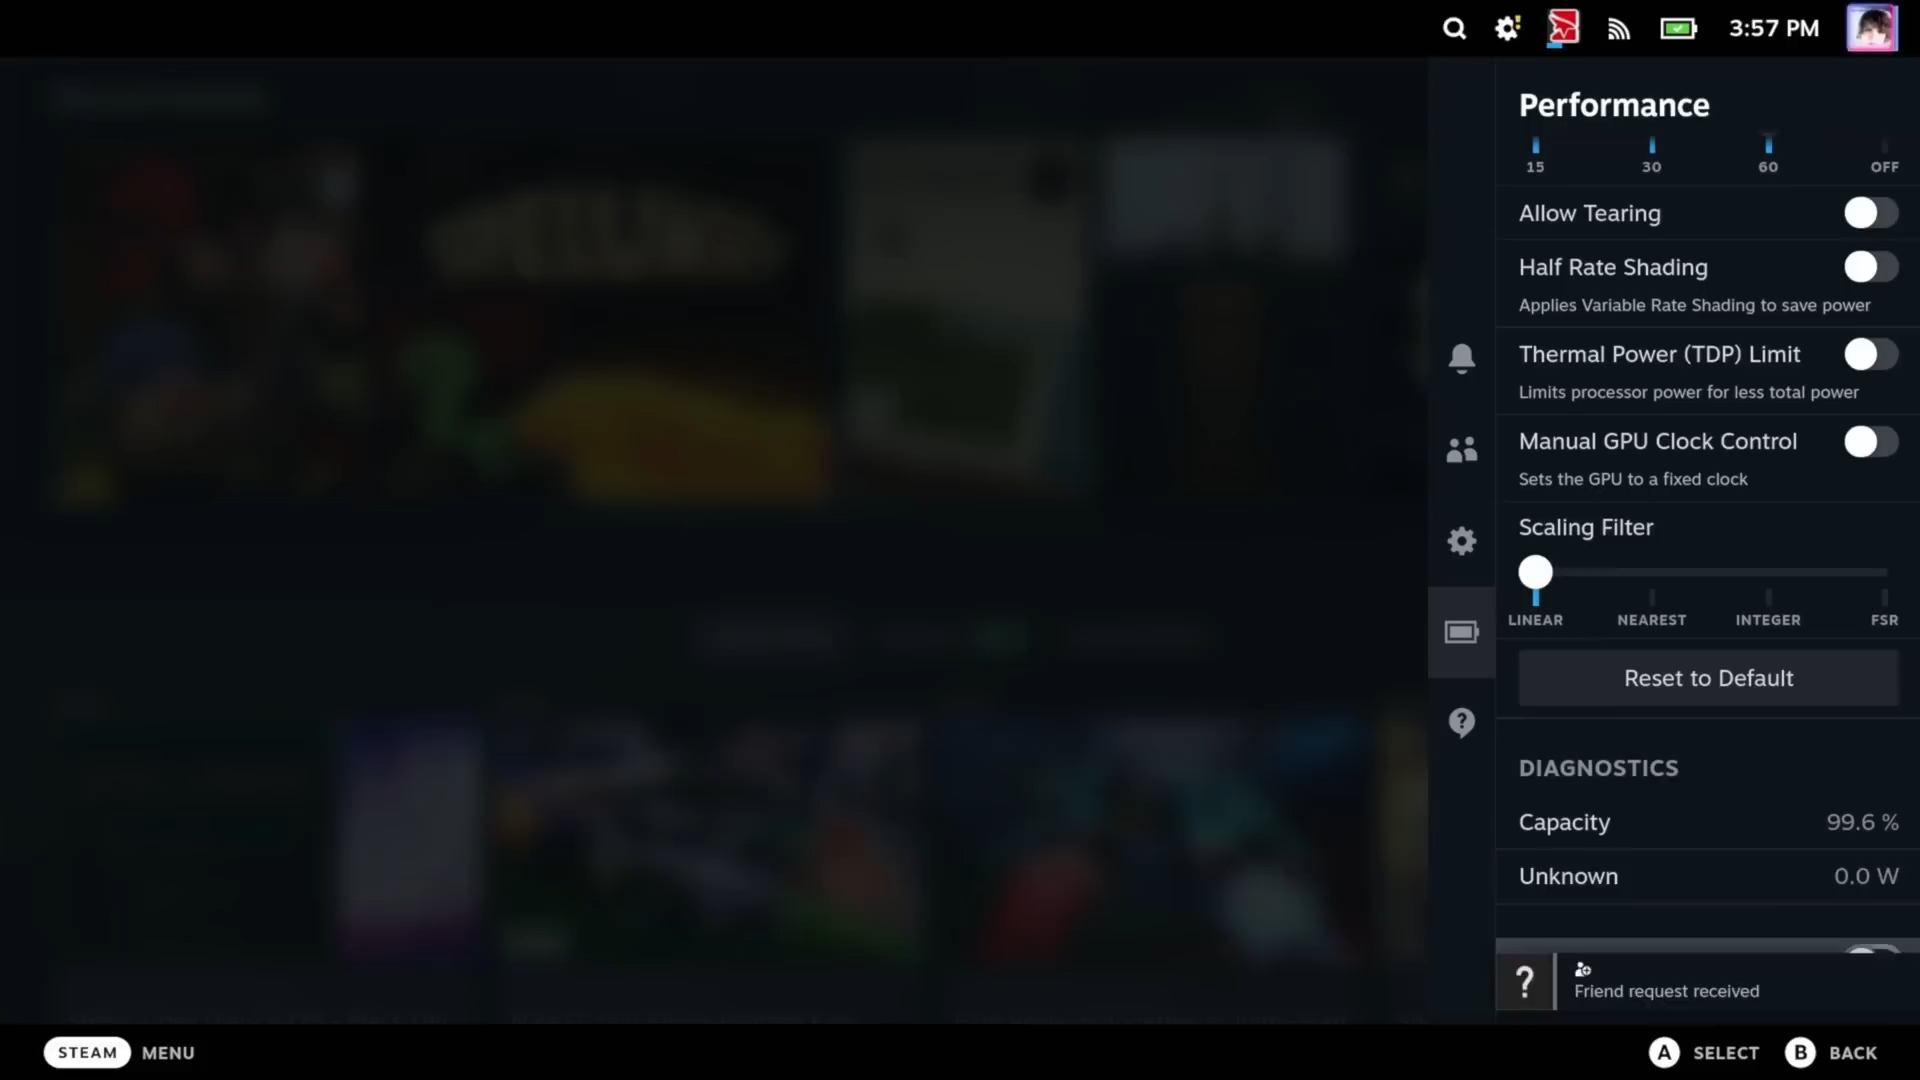 3:57 PM
Performance
15 30 60 OFF
Allow Tearing
Half Rate Shading
Applies Variable Rate Shading to save power
Thermal Power (TDP) Limit
Limits processor power for less total power
Manual GPU Clock Control
Sets the GPU to a fixed clock
Scaling Filter
LINEAR NEAREST INTEGER FSR
Reset to Default
DIAGNOSTICS
Capacity 99.6 %
Unknown 0.0 W
?
Friend request received
STEAM MENU
A SELECT B BACK